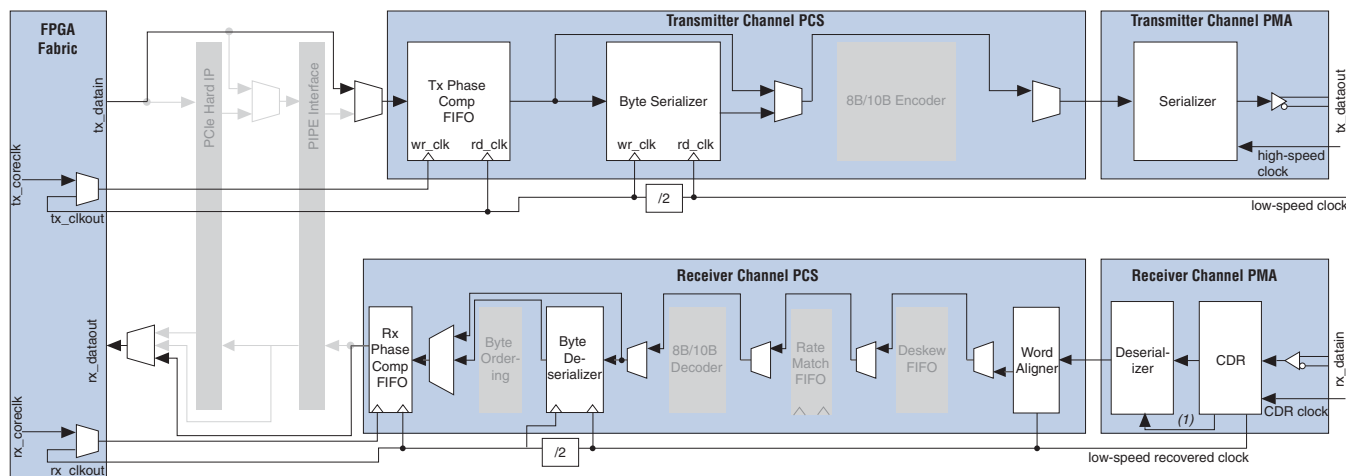 FPGA
Fabric
Transmitter Channel PCS
Transmitter Channel PMA
tx_datain
PCIe Hard IP
PIPE Interface
Tx Phase
Comp
FIFO
wr_clk
rd_clk
Byte Serializer
wr_clk
rd_clk
8B/10B Encoder
Serializer
tx_dataout
high-speed
clock
tx_coreclk
tx_clkout
/2
low-speed clock
Receiver Channel PCS
Receiver Channel PMA
rx_dataout
Rx
Phase
Comp
FIFO
Byte
Order-
ing
Byte
De-
serializer
8B/10B
Decoder
Rate
Match
FIFO
Deskew
FIFO
Word
Aligner
Deserial-
izer
CDR
rx_datain
CDR clock
(1)
rx_coreclk
rx_clkout
/2
low-speed recovered clock